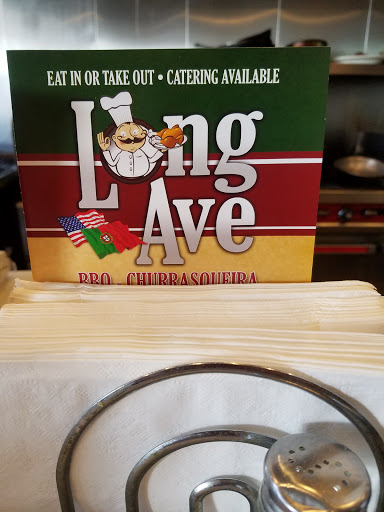 EAT IN OR TAKE OUT • CATERING AVAILABLE
Long
Ave
BBQ - CHURRASQUEIRA